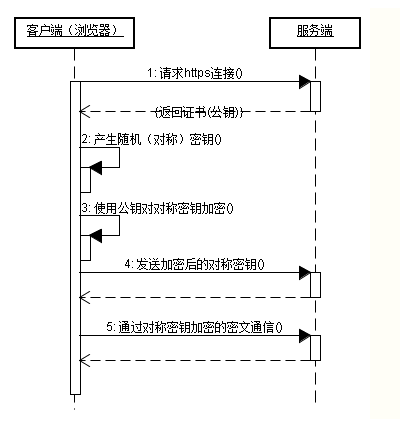 客户端（浏览器）
服务端
1: 请求https连接()
(返回证书(公钥))
2: 产生随机（对称）密钥()
3: 使用公钥对对称密钥加密()
4: 发送加密后的对称密钥()
5: 通过对称密钥加密的密文通信()